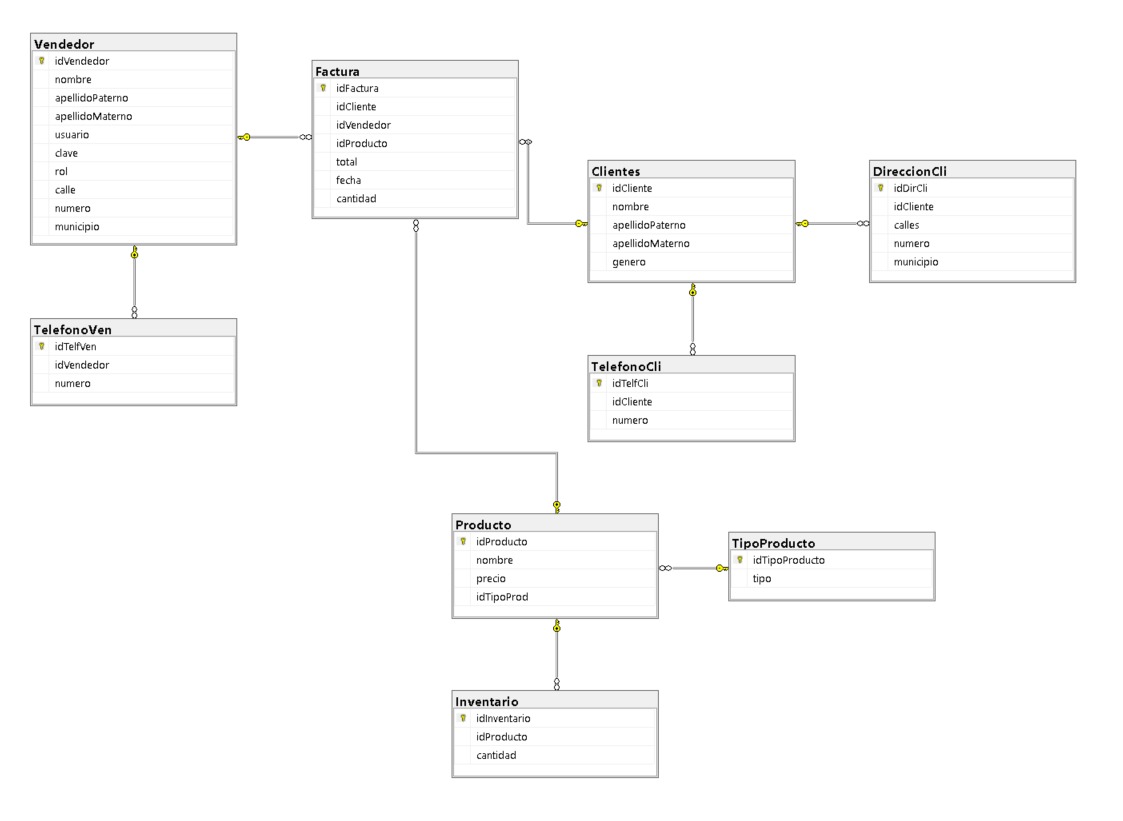 Vendedor
idVendedor
nombre
apellidoPaterno
apellidoMaterno
usuario
clave
rol
calle
numero
municipio
Factura
idFactura
idCliente
idVendedor
idProducto
total
fecha
cantidad
Clientes
idCliente
nombre
apellidoPaterno
apellidoMaterno
genero
DireccionCli
idDirCli
idCliente
calles
numero
municipio
TelefonoVen
idTelfVen
idVendedor
numero
TelefonoCli
idTelfCli
idCliente
numero
Producto
idProducto
nombre
precio
idTipoProd
TipoProducto
idTipoProducto
tipo
Inventario
idInventario
idProducto
cantidad